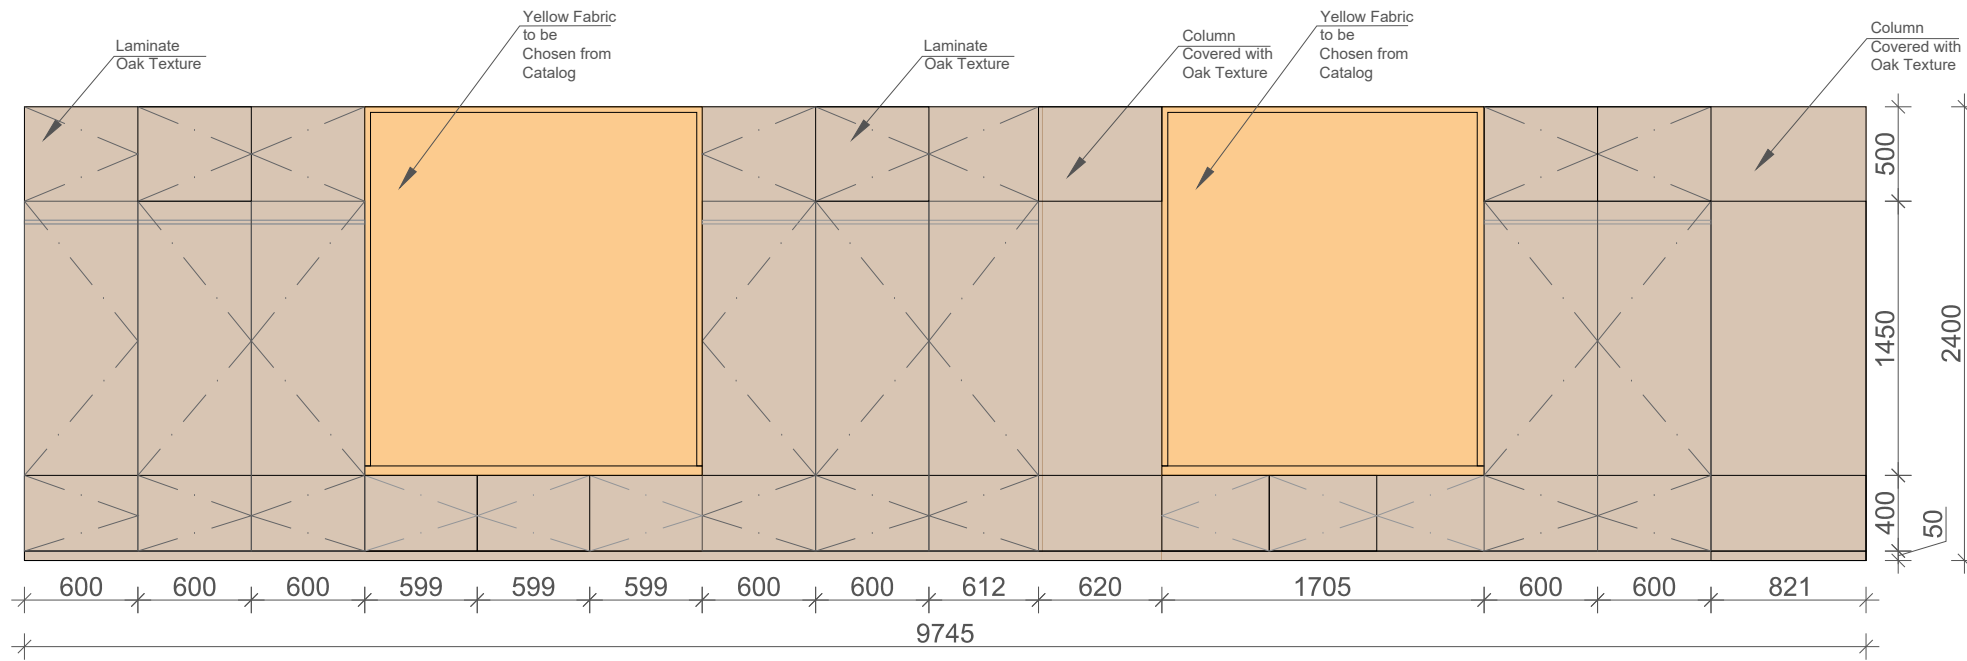 Yellow Fabric
to be
Chosen from
Catalog
Yellow Fabric
to be
Chosen from
Catalog
Column
Covered with
Oak Texture
Column
Covered with
Oak Texture
Laminate
Oak Texture
Laminate
Oak Texture
500
1450
2400
400
50
600 600 600 599 599 599 600 600 612 620 1705 600 600 821
9745